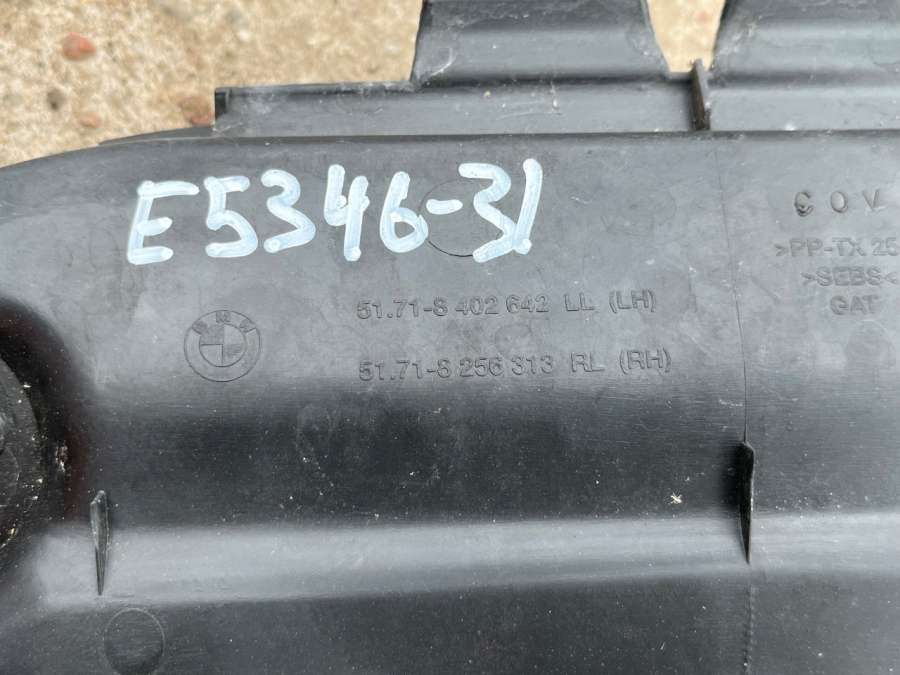 E5346-31
COV
>PP-TX 25
>SEBS<
GAT
51.71-8 402 642 LL (LH)
BMW
51.71-8 256 313 RL (RH)